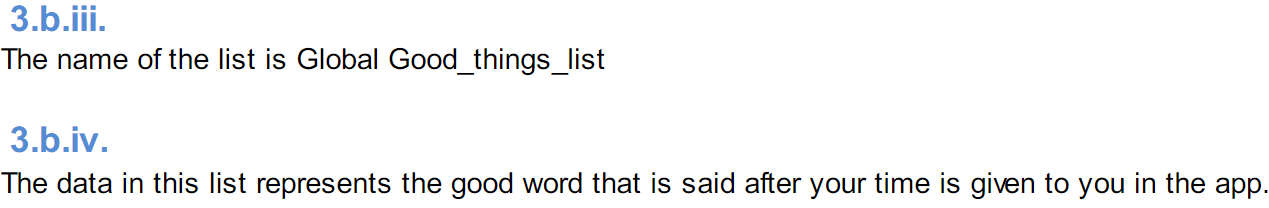 3.b.iii.
The name of the list is Global Good_things_list
3.b.iv.
The data in this list represents the good word that is said after your time is given to you in the app.